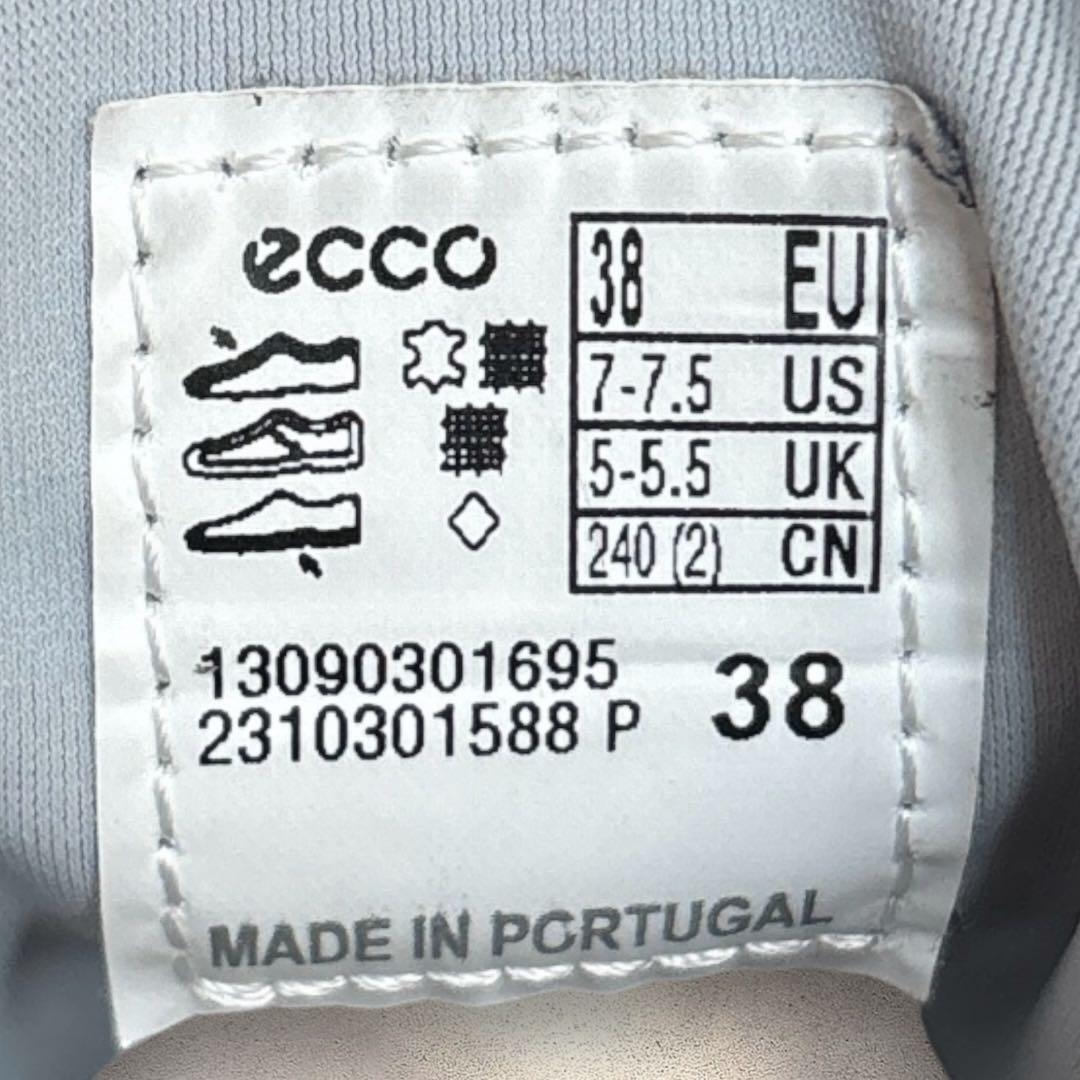 ecco
38 EU
7-7.5 US
5-5.5 UK
240 (2) CN
13090301695
2310301588 P
38
MADE IN PORTUGAL